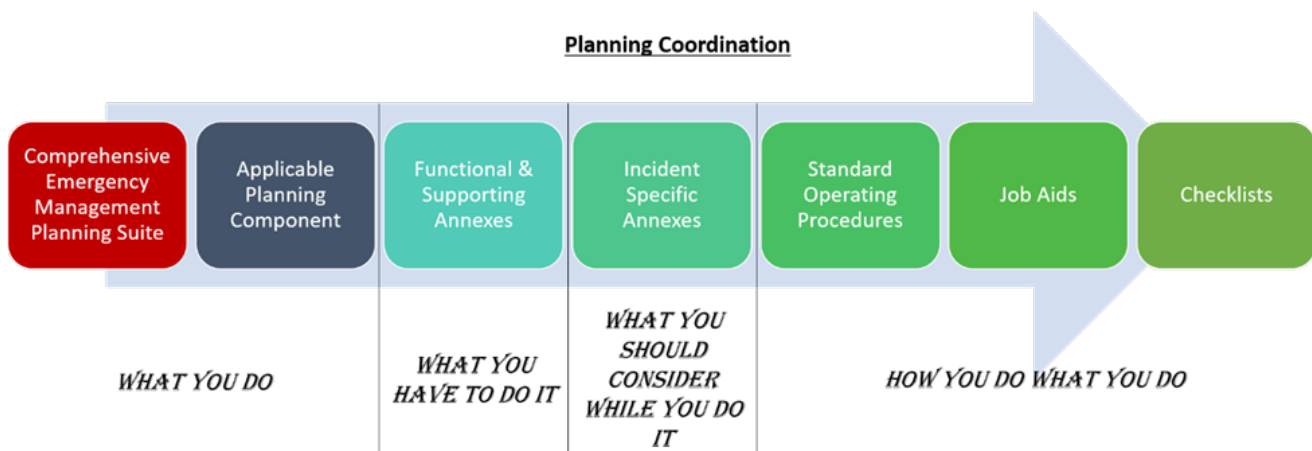 Planning Coordination
Comprehensive
Emergency
Management
Planning Suite
Applicable
Planning
Component
Functional &
Supporting
Annexes
Incident
Specific
Annexes
Standard
Operating
Procedures
Job Aids
Checklists
WHAT YOU DO
WHAT YOU
HAVE TO DO IT
WHAT YOU
SHOULD
CONSIDER
WHILE YOU DO
IT
HOW YOU DO WHAT YOU DO